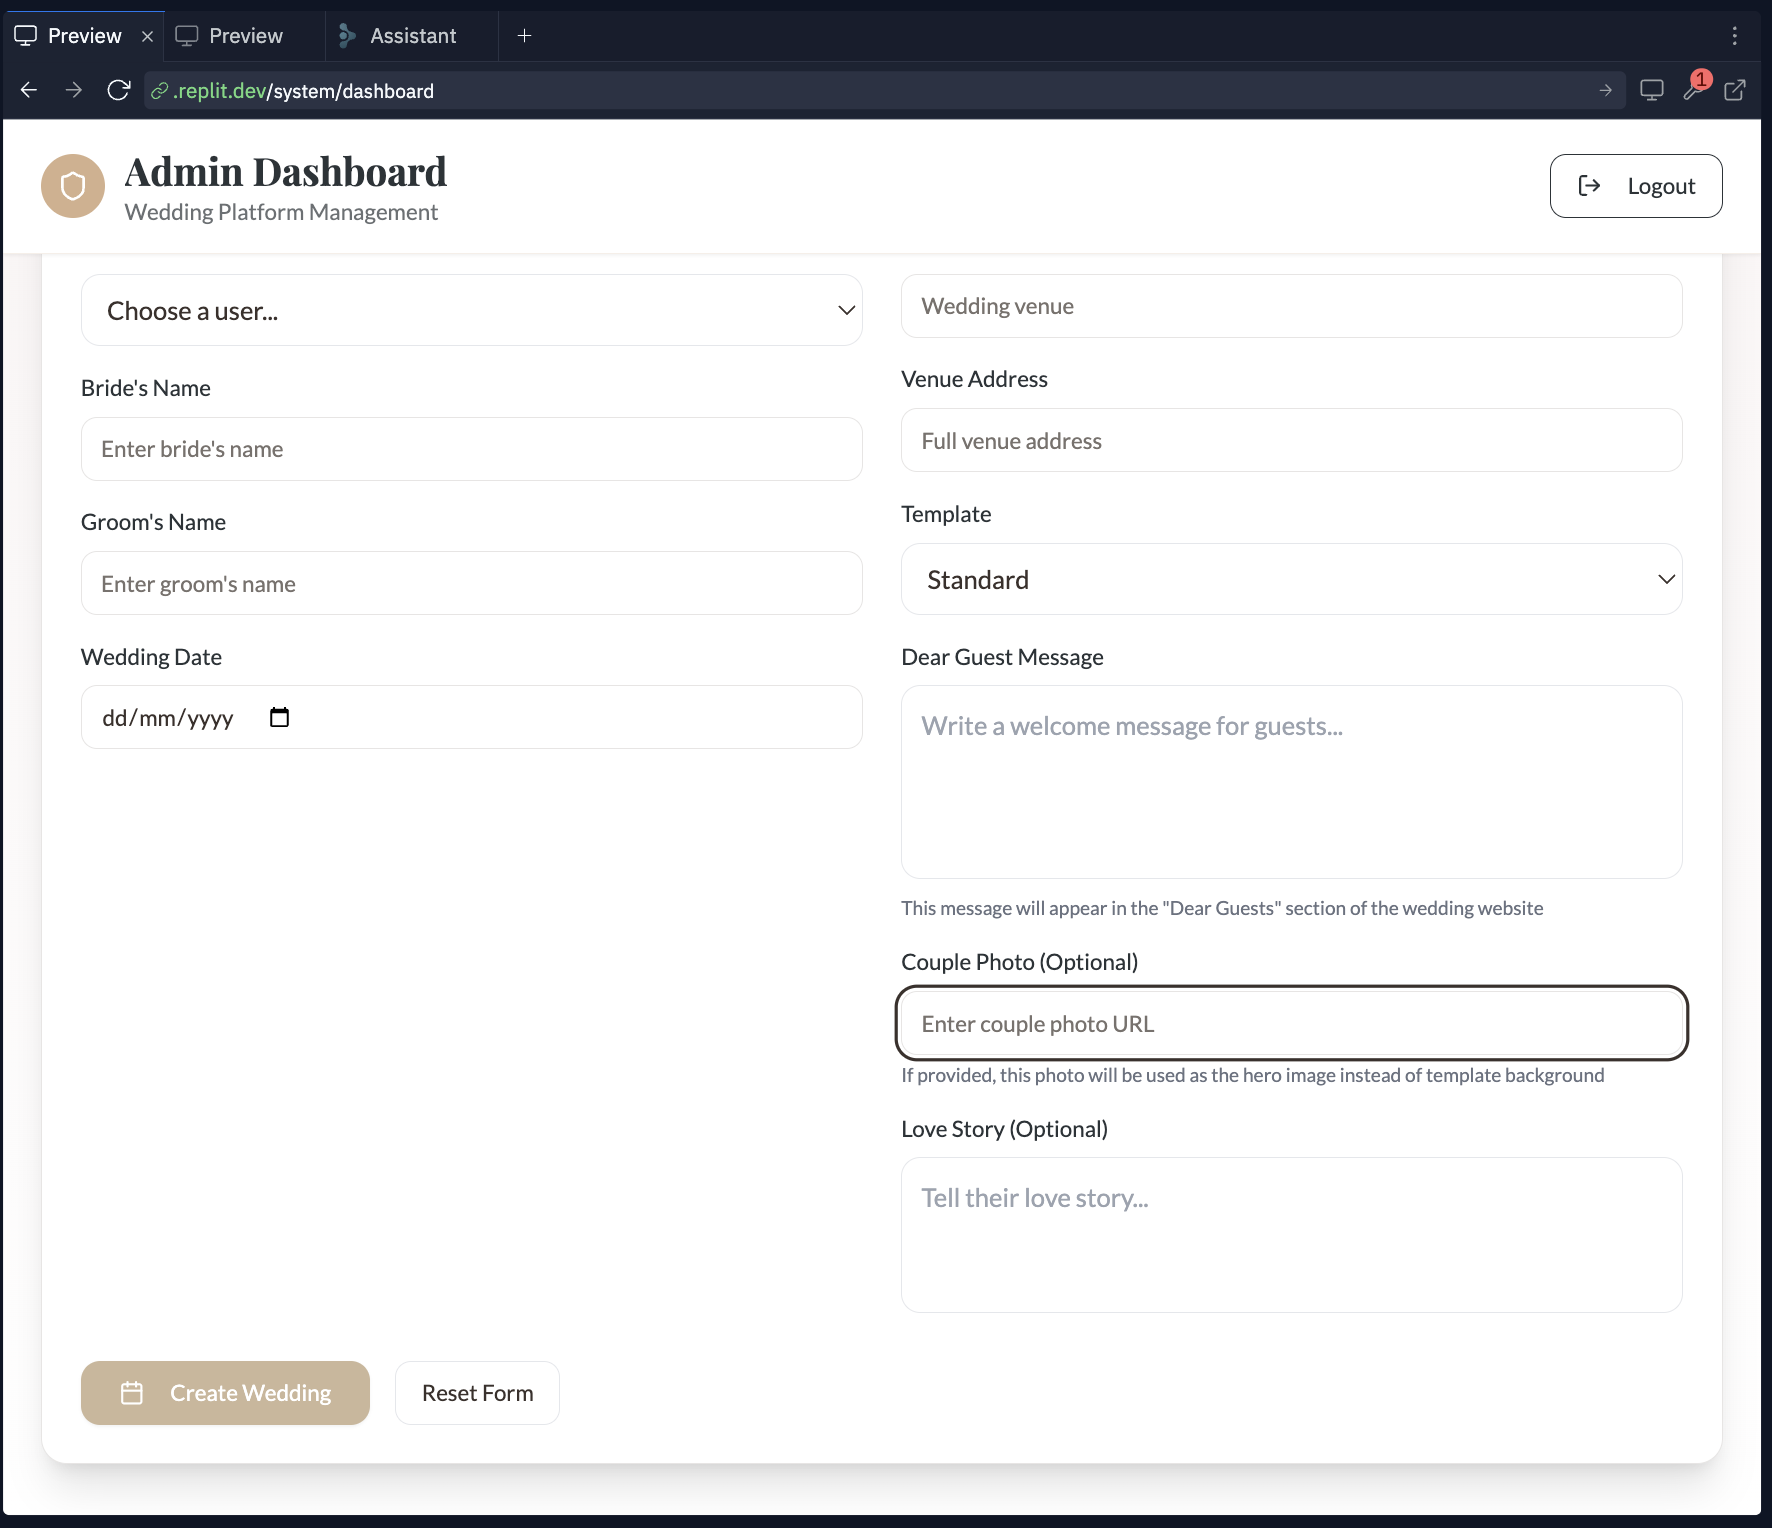 Preview
Preview
Assistant
.replit.dev/system/dashboard
1
Admin Dashboard
Wedding Platform Management
Logout
Choose a user...
Bride's Name
Enter bride's name
Groom's Name
Enter groom's name
Wedding Date
dd/mm/yyyy
Wedding venue
Venue Address
Full venue address
Template
Standard
Dear Guest Message
Write a welcome message for guests...
This message will appear in the "Dear Guests" section of the wedding website
Couple Photo (Optional)
Enter couple photo URL
If provided, this photo will be used as the hero image instead of template background
Love Story (Optional)
Tell their love story...
Create Wedding
Reset Form